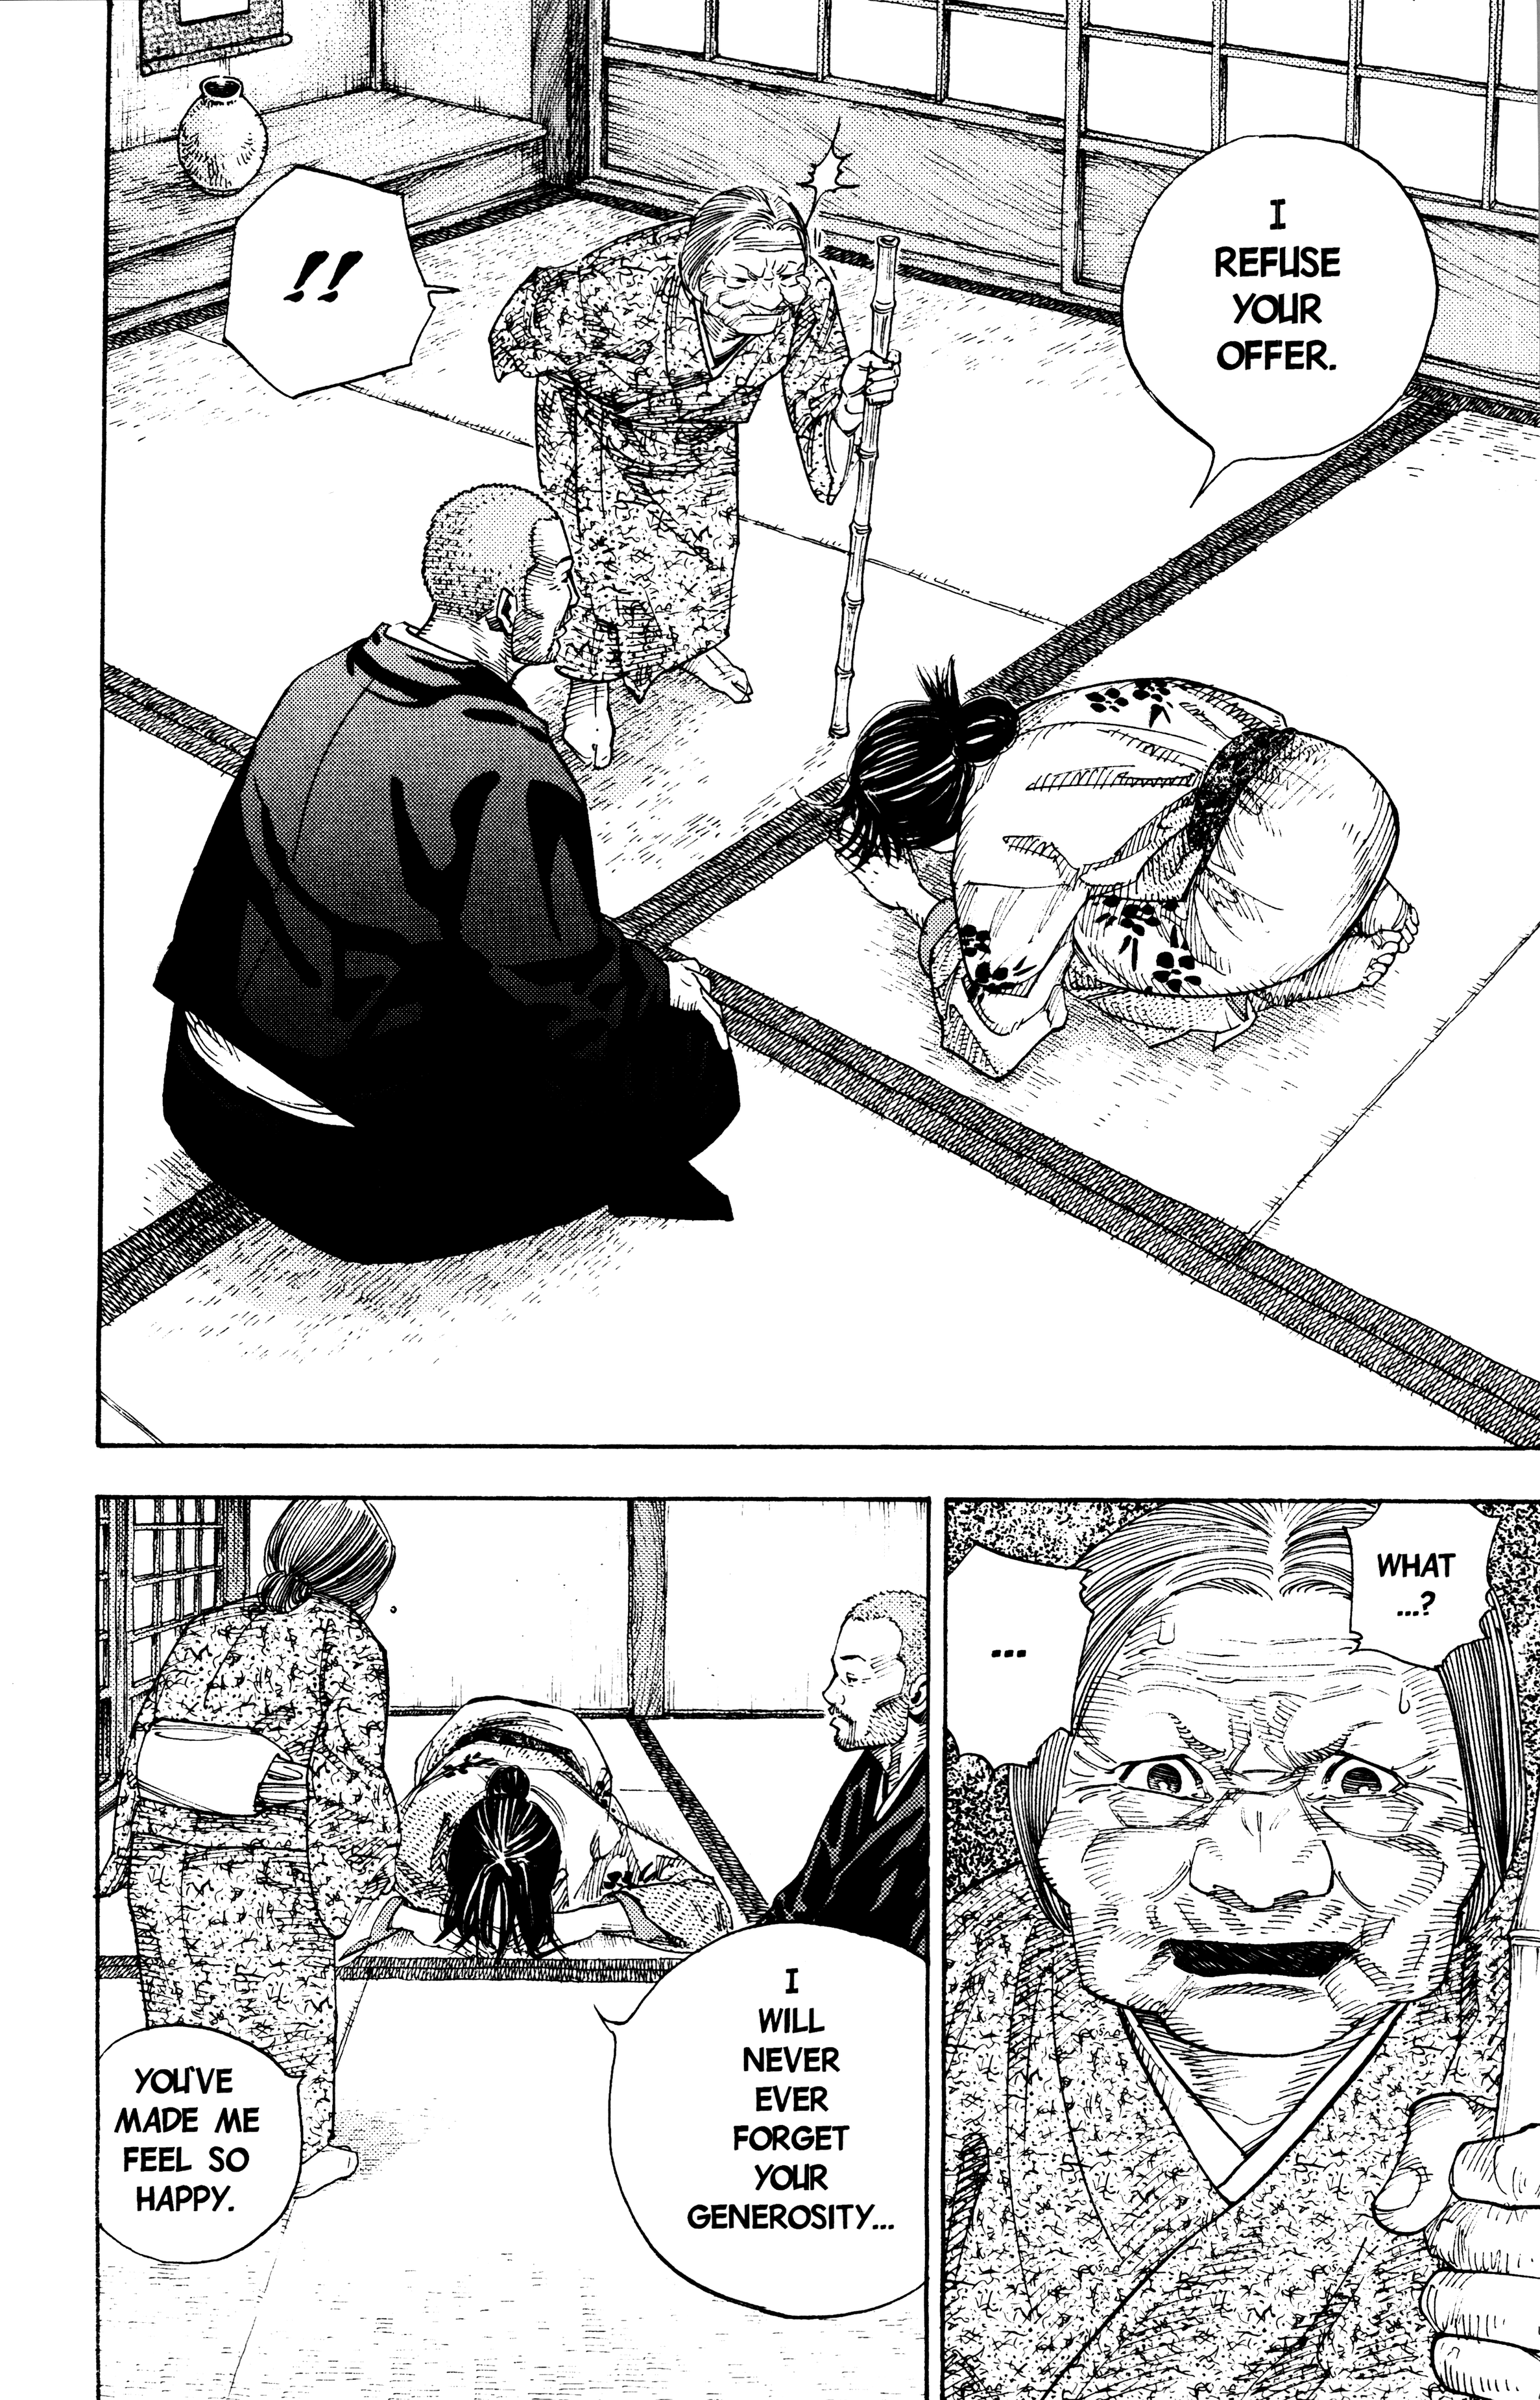 I
REFUSE
YOUR
OFFER.
!!
WHAT
...?
...
I
WILL
NEVER
EVER
FORGET
YOUR
GENEROSITY...
YOU'VE
MADE ME
FEEL SO
HAPPY.